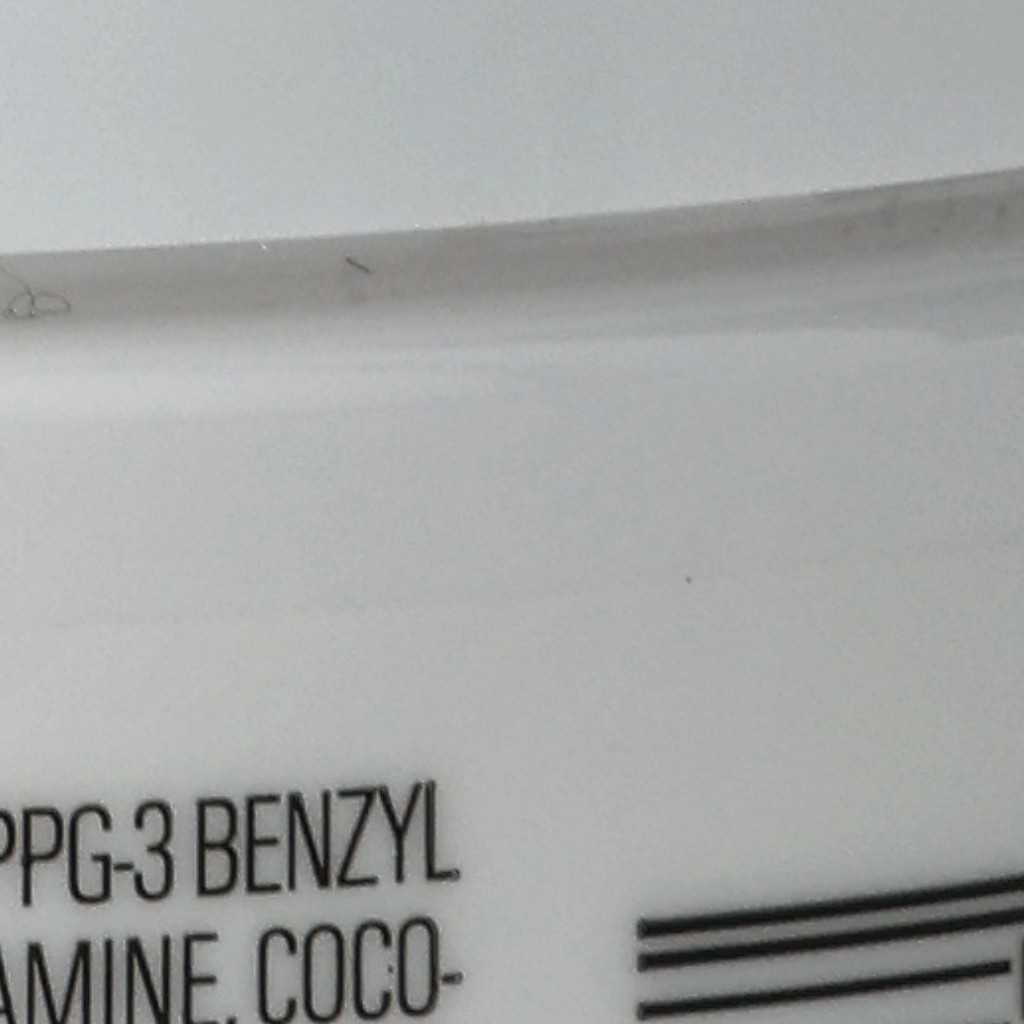 PPG-3 BENZYL
AMINE, COCO-